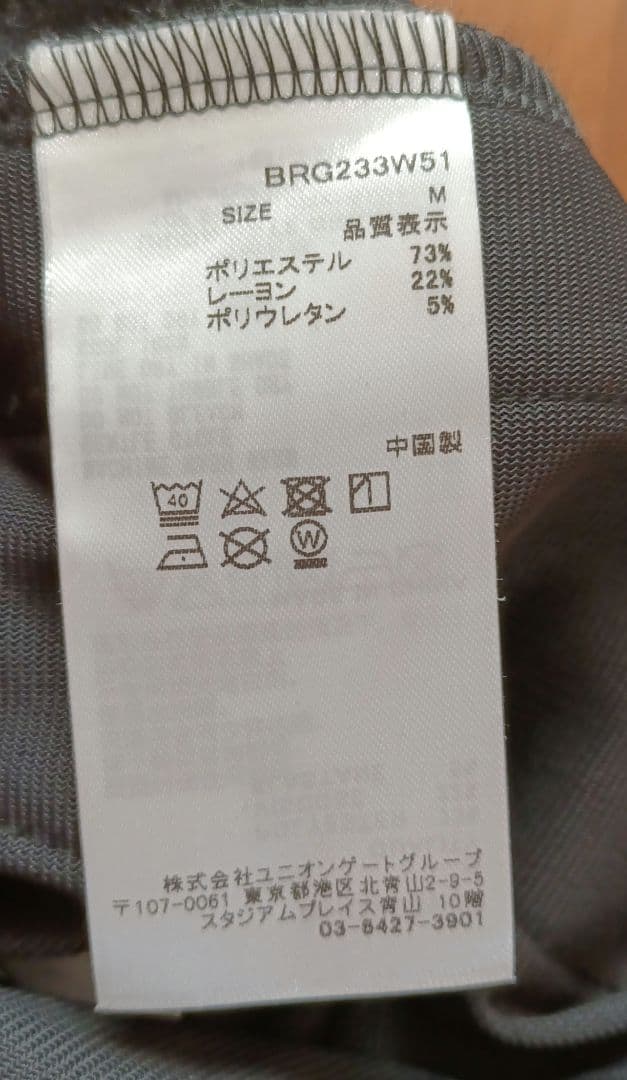 BRG233W51
SIZE M
品質表示
ポリエステル 73%
レーヨン 22%
ポリウレタン 5%
中国製
40
W
株式会社ユニオンゲートグループ
〒107-0061 東京都港区北青山2-9-5
スタジアムプレイス青山 10階
03-5427-3901